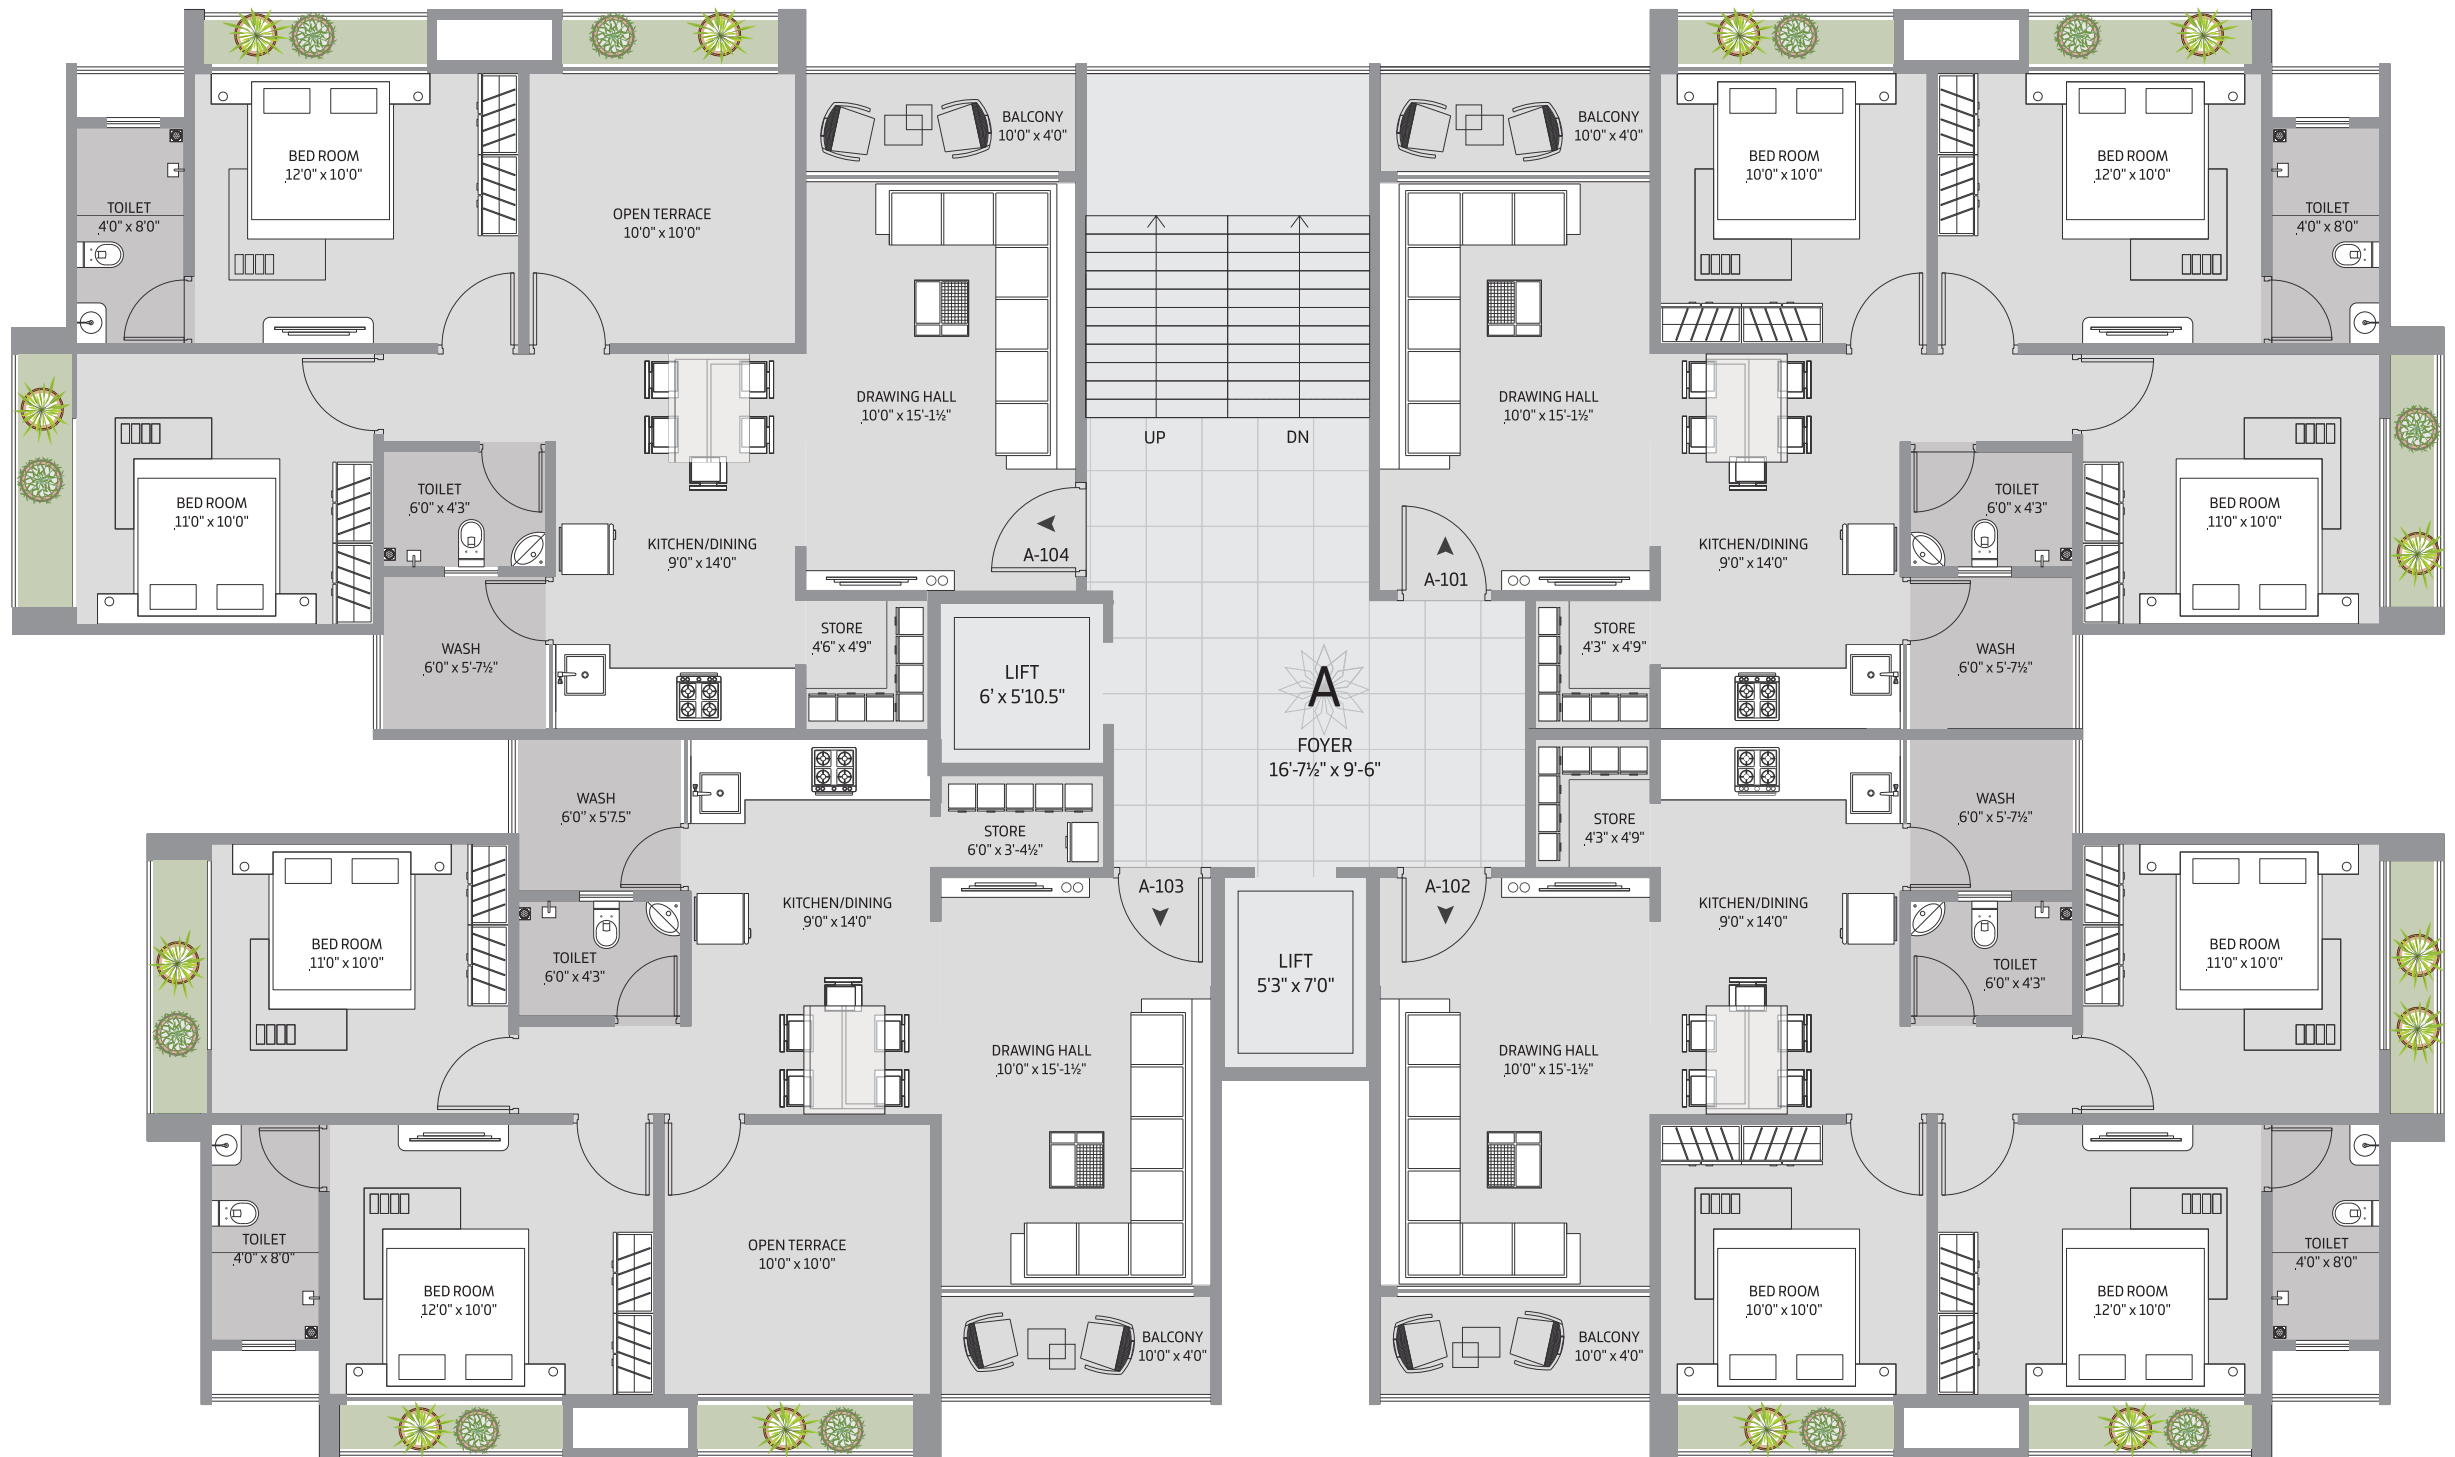 BED ROOM
12'0" x 10'0"
TOILET
4'0" x 8'0"
OPEN TERRACE
10'0" x 10'0"
BALCONY
10'0" x 4'0"
DRAWING HALL
10'0" x 15'-1½"
BED ROOM
11'0" x 10'0"
TOILET
6'0" x 4'3"
KITCHEN/DINING
9'0" x 14'0"
A-104
WASH
6'0" x 5'-7½"
STORE
4'6" x 4'9"
LIFT
6' x 5'10.5"
UP
DN
BALCONY
10'0" x 4'0"
BED ROOM
10'0" x 10'0"
BED ROOM
12'0" x 10'0"
TOILET
4'0" x 8'0"
DRAWING HALL
10'0" x 15'-1½"
KITCHEN/DINING
9'0" x 14'0"
TOILET
6'0" x 4'3"
BED ROOM
11'0" x 10'0"
A-101
STORE
4'3" x 4'9"
WASH
6'0" x 5'-7½"
A
FOYER
16'-7½" x 9'-6"
WASH
6'0" x 5'7.5"
STORE
6'0" x 3'-4½"
A-103
KITCHEN/DINING
9'0" x 14'0"
BED ROOM
11'0" x 10'0"
TOILET
6'0" x 4'3"
DRAWING HALL
10'0" x 15'-1½"
TOILET
4'0" x 8'0"
BED ROOM
12'0" x 10'0"
OPEN TERRACE
10'0" x 10'0"
BALCONY
10'0" x 4'0"
LIFT
5'3" x 7'0"
STORE
4'3" x 4'9"
WASH
6'0" x 5'-7½"
A-102
KITCHEN/DINING
9'0" x 14'0"
TOILET
6'0" x 4'3"
BED ROOM
11'0" x 10'0"
DRAWING HALL
10'0" x 15'-1½"
BED ROOM
10'0" x 10'0"
BED ROOM
12'0" x 10'0"
TOILET
4'0" x 8'0"
BALCONY
10'0" x 4'0"